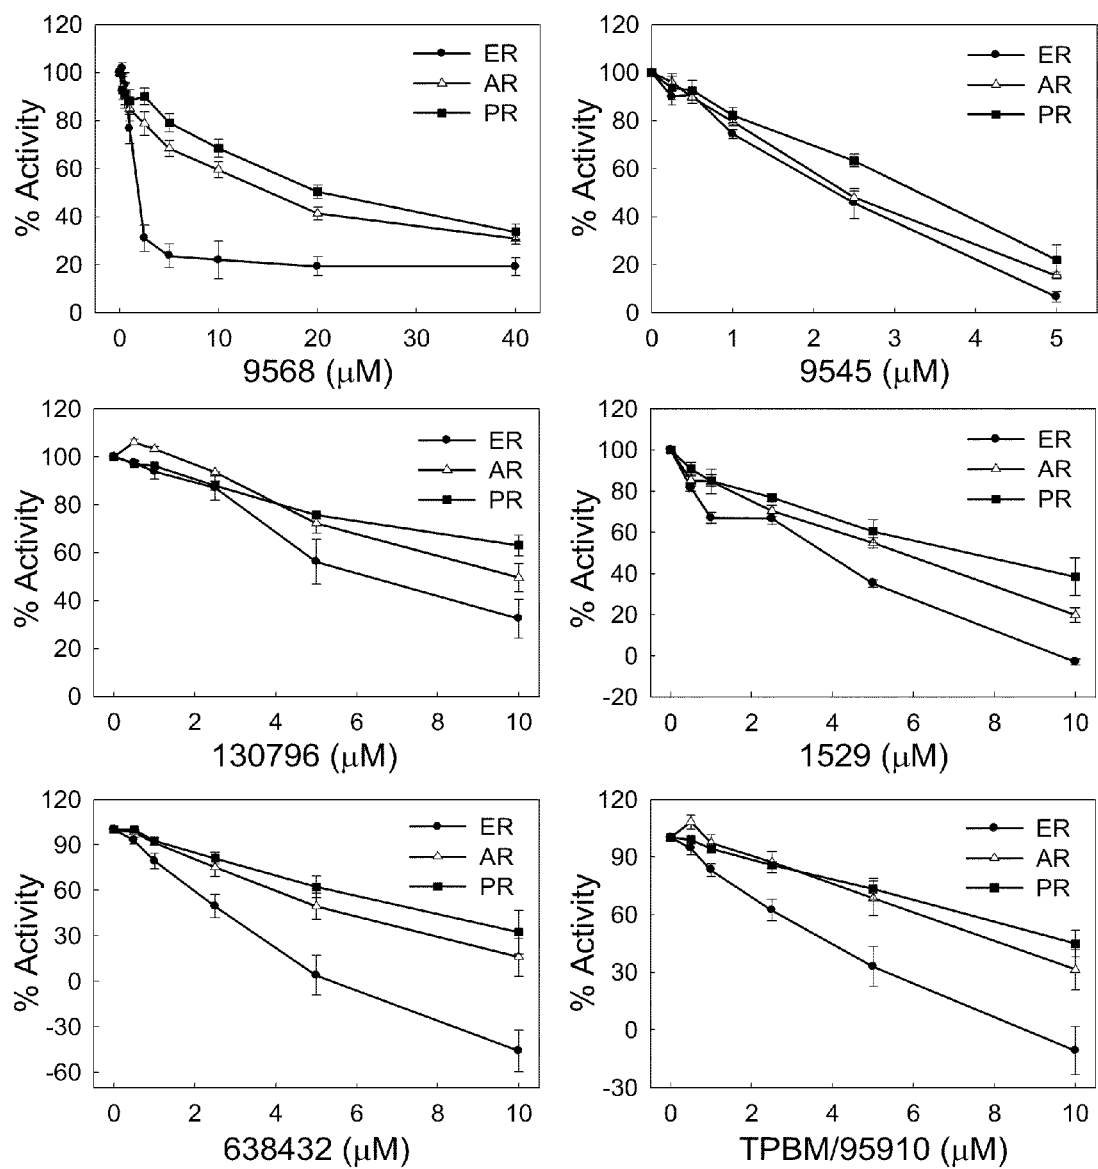 120
100
80
60
40
20
0
% Activity
ER
AR
PR
0 10 20 30 40
9568 (μM)
120
100
80
60
40
20
0
% Activity
ER
AR
PR
0 1 2 3 4 5
9545 (μM)
120
100
80
60
40
20
0
% Activity
ER
AR
PR
0 2 4 6 8 10
130796 (μM)
120
100
80
60
40
20
0
-20
% Activity
ER
AR
PR
0 2 4 6 8 10
1529 (μM)
120
90
60
30
0
-30
-60
% Activity
ER
AR
PR
0 2 4 6 8 10
638432 (μM)
120
90
60
30
0
-30
% Activity
ER
AR
PR
0 2 4 6 8 10
TPBM/95910 (μM)